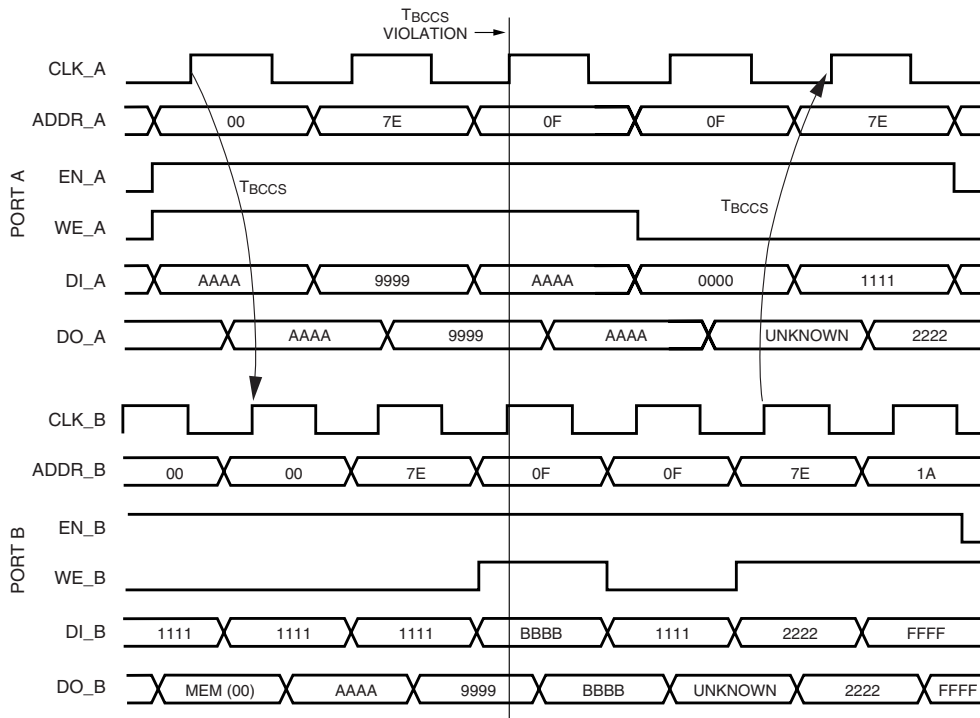 TBCCS
VIOLATION
CLK_A
ADDR_A 00 7E 0F 0F 7E
EN_A
TBCCS
TBCCS
WE_A
PORT A
DI_A AAAA 9999 AAAA 0000 1111
DO_A AAAA 9999 AAAA UNKNOWN 2222
CLK_B
ADDR_B 00 00 7E 0F 0F 7E 1A
EN_B
PORT B
WE_B
DI_B 1111 1111 1111 BBBB 1111 2222 FFFF
DO_B MEM (00) AAAA 9999 BBBB UNKNOWN 2222 FFFF